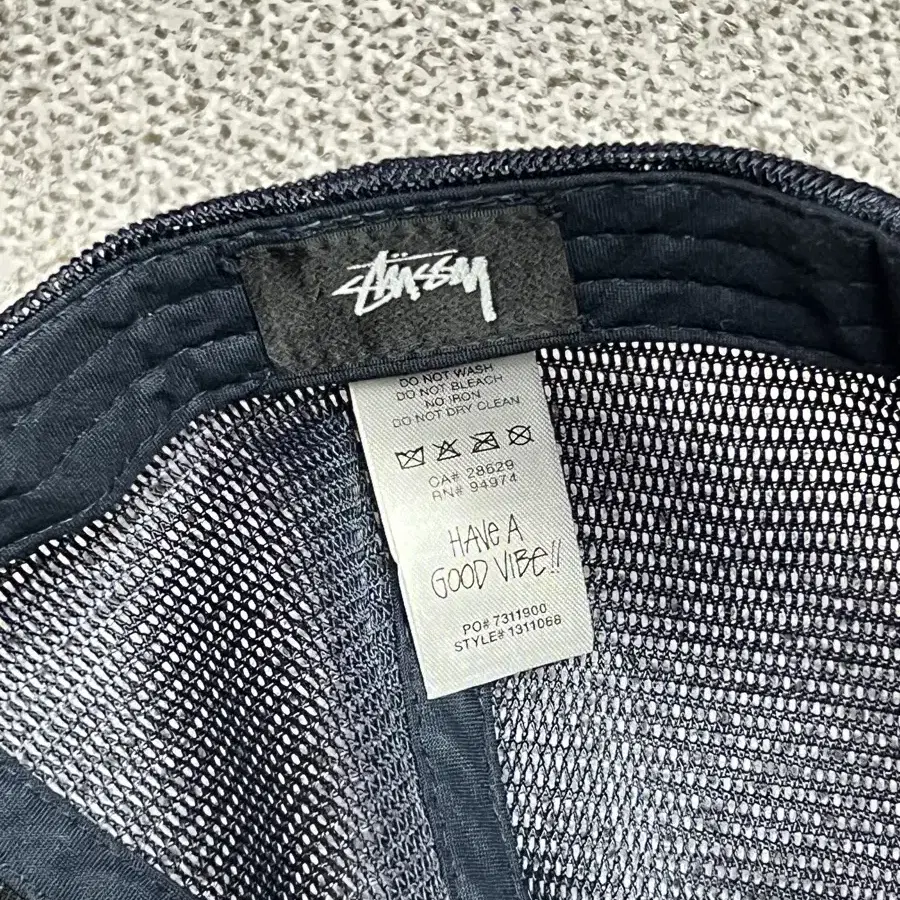 STÜSSY
DO NOT WASH
DO NOT BLEACH
NO IRON
DO NOT DRY CLEAN
CA# 28629
RN# 94974
HAVE A
GOOD VIBE!!
PO# 7311900
STYLE# 1311068